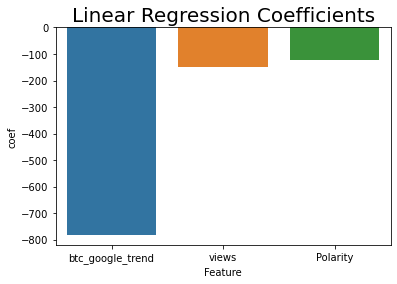 Linear Regression Coefficients
0
−100
−200
−300
−400
−500
−600
−700
−800
coef
btc_google_trend views Polarity
Feature